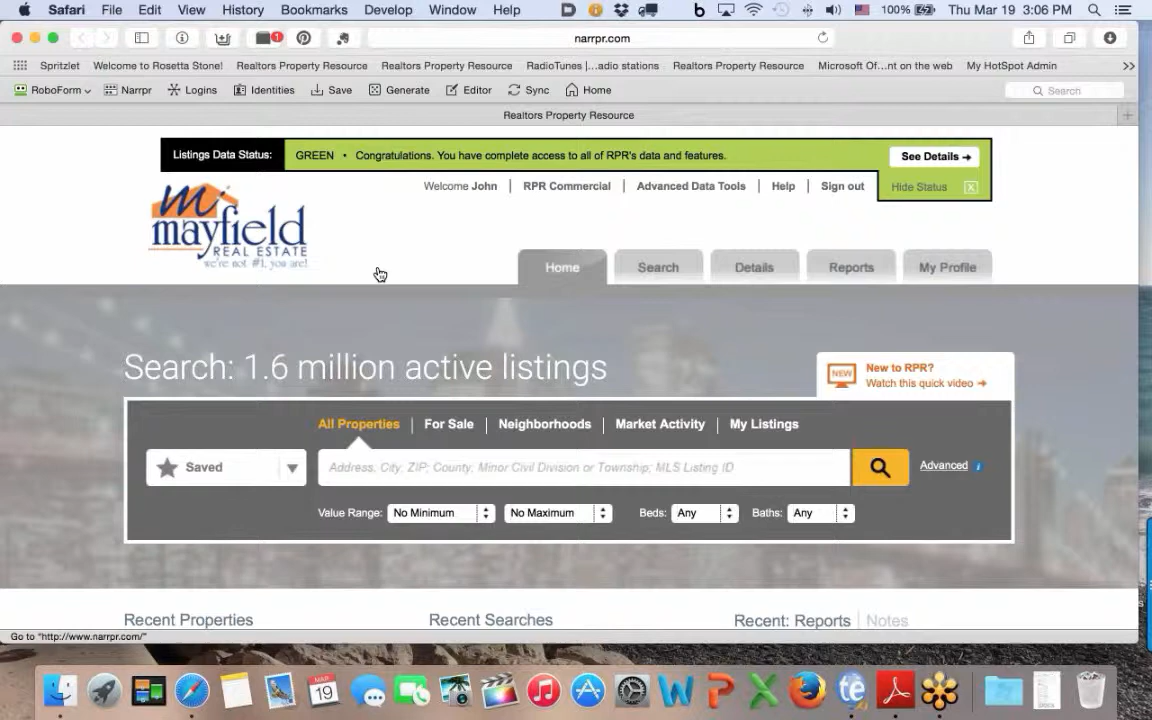 Safari File Edit View History Bookmarks Develop Window Help 100% Thu Mar 19 3:06 PM
1 narrpr.com
Spritzlet Welcome to Rosetta Stone! Realtors Property Resource Realtors Property Resource RadioTunes |...adio stations Realtors Property Resource Microsoft Of...nt on the web My HotSpot Admin >>
RoboForm Narrpr Logins Identities Save Generate Editor Sync Home Search
Realtors Property Resource
Listings Data Status: GREEN • Congratulations. You have complete access to all of RPR's data and features. See Details →
Welcome John | RPR Commercial | Advanced Data Tools | Help | Sign out Hide Status X
m
mayfield
REAL ESTATE
we're not #1, you are!
Home Search Details Reports My Profile
Search: 1.6 million active listings
NEW New to RPR?
Watch this quick video →
All Properties | For Sale | Neighborhoods | Market Activity | My Listings
Saved Address, City, ZIP; County, Minor Civil Division or Township; MLS Listing ID Advanced i
Value Range: No Minimum No Maximum Beds: Any Baths: Any
Recent Properties Recent Searches Recent: Reports | Notes
Go to "http://www.narrpr.com/"
MAR
19